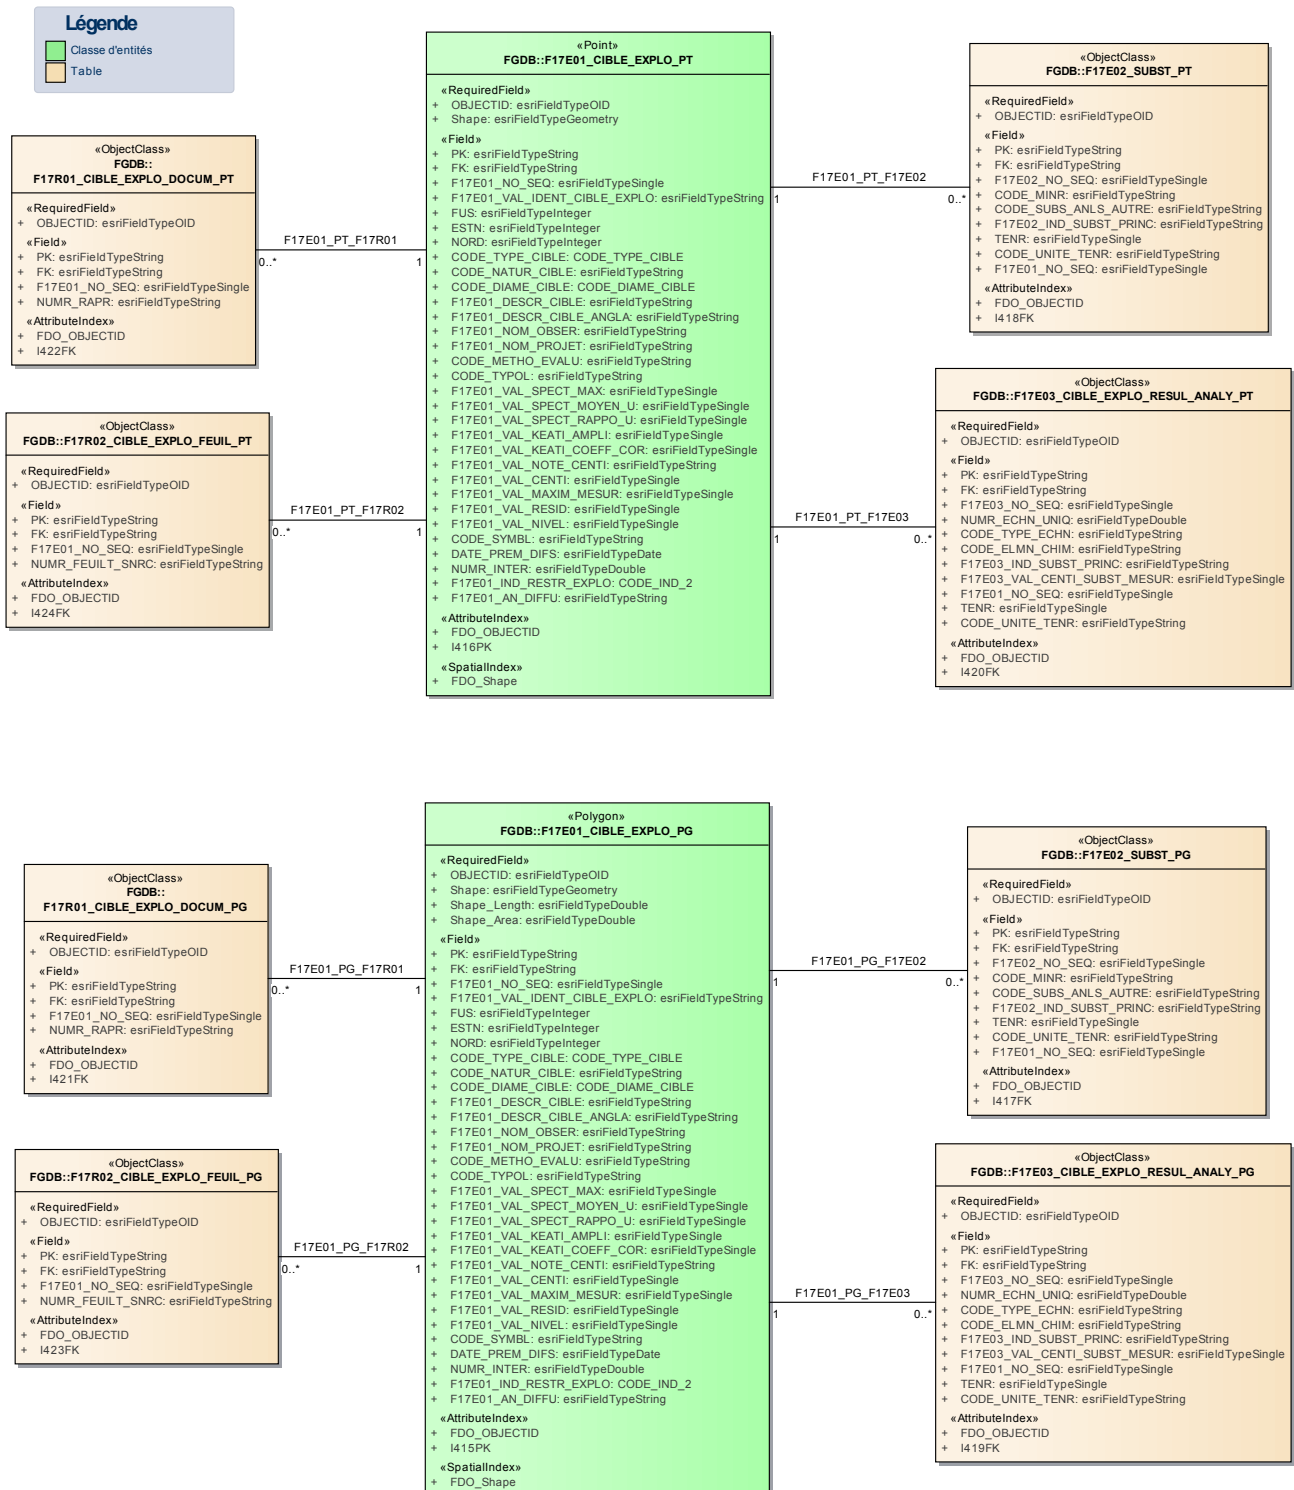 Légende
Classe d'entités
Table
«ObjectClass»
FGDB::
F17R01_CIBLE_EXPLO_DOCUM_PT
«RequiredField»
+ OBJECTID: esriFieldTypeOID
«Field»
+ PK: esriFieldTypeString
+ FK: esriFieldTypeString
+ F17E01_NO_SEQ: esriFieldTypeSingle
+ NUMR_RAPR: esriFieldTypeString
«AttributeIndex»
+ FDO_OBJECTID
+ I422FK
F17E01_PT_F17R01
0..*
1
«ObjectClass»
FGDB::F17R02_CIBLE_EXPLO_FEUIL_PT
«RequiredField»
+ OBJECTID: esriFieldTypeOID
«Field»
+ PK: esriFieldTypeString
+ FK: esriFieldTypeString
+ F17E01_NO_SEQ: esriFieldTypeSingle
+ NUMR_FEUILT_SNRC: esriFieldTypeString
«AttributeIndex»
+ FDO_OBJECTID
+ I424FK
F17E01_PT_F17R02
0..*
1
«Point»
FGDB::F17E01_CIBLE_EXPLO_PT
«RequiredField»
+ OBJECTID: esriFieldTypeOID
+ Shape: esriFieldTypeGeometry
«Field»
+ PK: esriFieldTypeString
+ FK: esriFieldTypeString
+ F17E01_NO_SEQ: esriFieldTypeSingle
+ F17E01_VAL_IDENT_CIBLE_EXPLO: esriFieldTypeString
+ FUS: esriFieldTypeInteger
+ ESTN: esriFieldTypeInteger
+ NORD: esriFieldTypeInteger
+ CODE_TYPE_CIBLE: CODE_TYPE_CIBLE
+ CODE_NATUR_CIBLE: esriFieldTypeString
+ CODE_DIAME_CIBLE: CODE_DIAME_CIBLE
+ F17E01_DESCR_CIBLE: esriFieldTypeString
+ F17E01_DESCR_CIBLE_ANGLA: esriFieldTypeString
+ F17E01_NOM_OBSER: esriFieldTypeString
+ F17E01_NOM_PROJET: esriFieldTypeString
+ CODE_METHO_EVALU: esriFieldTypeString
+ CODE_TYPOL: esriFieldTypeString
+ F17E01_VAL_SPECT_MAX: esriFieldTypeSingle
+ F17E01_VAL_SPECT_MOYEN_U: esriFieldTypeSingle
+ F17E01_VAL_SPECT_RAPPO_U: esriFieldTypeSingle
+ F17E01_VAL_KEATI_AMPLI: esriFieldTypeSingle
+ F17E01_VAL_KEATI_COEFF_COR: esriFieldTypeSingle
+ F17E01_VAL_NOTE_CENTI: esriFieldTypeString
+ F17E01_VAL_CENTI: esriFieldTypeSingle
+ F17E01_VAL_MAXIM_MESUR: esriFieldTypeSingle
+ F17E01_VAL_RESID: esriFieldTypeSingle
+ F17E01_VAL_NIVEL: esriFieldTypeSingle
+ CODE_SYMBL: esriFieldTypeString
+ DATE_PREM_DIFS: esriFieldTypeDate
+ NUMR_INTER: esriFieldTypeDouble
+ F17E01_IND_RESTR_EXPLO: CODE_IND_2
+ F17E01_AN_DIFFU: esriFieldTypeString
«AttributeIndex»
+ FDO_OBJECTID
+ I416PK
«SpatialIndex»
+ FDO_Shape
F17E01_PT_F17E02
1
0..*
«ObjectClass»
FGDB::F17E02_SUBST_PT
«RequiredField»
+ OBJECTID: esriFieldTypeOID
«Field»
+ PK: esriFieldTypeString
+ FK: esriFieldTypeString
+ F17E02_NO_SEQ: esriFieldTypeSingle
+ CODE_MINR: esriFieldTypeString
+ CODE_SUBS_ANLS_AUTRE: esriFieldTypeString
+ F17E02_IND_SUBST_PRINC: esriFieldTypeString
+ TENR: esriFieldTypeSingle
+ CODE_UNITE_TENR: esriFieldTypeString
+ F17E01_NO_SEQ: esriFieldTypeSingle
«AttributeIndex»
+ FDO_OBJECTID
+ I418FK
F17E01_PT_F17E03
1
0..*
«ObjectClass»
FGDB::F17E03_CIBLE_EXPLO_RESUL_ANALY_PT
«RequiredField»
+ OBJECTID: esriFieldTypeOID
«Field»
+ PK: esriFieldTypeString
+ FK: esriFieldTypeString
+ F17E03_NO_SEQ: esriFieldTypeSingle
+ NUMR_ECHN_UNIQ: esriFieldTypeDouble
+ CODE_TYPE_ECHN: esriFieldTypeString
+ CODE_ELMN_CHIM: esriFieldTypeString
+ F17E03_IND_SUBST_PRINC: esriFieldTypeString
+ F17E03_VAL_CENTI_SUBST_MESUR: esriFieldTypeSingle
+ F17E01_NO_SEQ: esriFieldTypeSingle
+ TENR: esriFieldTypeSingle
+ CODE_UNITE_TENR: esriFieldTypeString
«AttributeIndex»
+ FDO_OBJECTID
+ I420FK
«ObjectClass»
FGDB::
F17R01_CIBLE_EXPLO_DOCUM_PG
«RequiredField»
+ OBJECTID: esriFieldTypeOID
«Field»
+ PK: esriFieldTypeString
+ FK: esriFieldTypeString
+ F17E01_NO_SEQ: esriFieldTypeSingle
+ NUMR_RAPR: esriFieldTypeString
«AttributeIndex»
+ FDO_OBJECTID
+ I421FK
F17E01_PG_F17R01
0..*
1
«ObjectClass»
FGDB::F17R02_CIBLE_EXPLO_FEUIL_PG
«RequiredField»
+ OBJECTID: esriFieldTypeOID
«Field»
+ PK: esriFieldTypeString
+ FK: esriFieldTypeString
+ F17E01_NO_SEQ: esriFieldTypeSingle
+ NUMR_FEUILT_SNRC: esriFieldTypeString
«AttributeIndex»
+ FDO_OBJECTID
+ I423FK
F17E01_PG_F17R02
0..*
1
«Polygon»
FGDB::F17E01_CIBLE_EXPLO_PG
«RequiredField»
+ OBJECTID: esriFieldTypeOID
+ Shape: esriFieldTypeGeometry
+ Shape_Length: esriFieldTypeDouble
+ Shape_Area: esriFieldTypeDouble
«Field»
+ PK: esriFieldTypeString
+ FK: esriFieldTypeString
+ F17E01_NO_SEQ: esriFieldTypeSingle
+ F17E01_VAL_IDENT_CIBLE_EXPLO: esriFieldTypeString
+ FUS: esriFieldTypeInteger
+ ESTN: esriFieldTypeInteger
+ NORD: esriFieldTypeInteger
+ CODE_TYPE_CIBLE: CODE_TYPE_CIBLE
+ CODE_NATUR_CIBLE: esriFieldTypeString
+ CODE_DIAME_CIBLE: CODE_DIAME_CIBLE
+ F17E01_DESCR_CIBLE: esriFieldTypeString
+ F17E01_DESCR_CIBLE_ANGLA: esriFieldTypeString
+ F17E01_NOM_OBSER: esriFieldTypeString
+ F17E01_NOM_PROJET: esriFieldTypeString
+ CODE_METHO_EVALU: esriFieldTypeString
+ CODE_TYPOL: esriFieldTypeString
+ F17E01_VAL_SPECT_MAX: esriFieldTypeSingle
+ F17E01_VAL_SPECT_MOYEN_U: esriFieldTypeSingle
+ F17E01_VAL_SPECT_RAPPO_U: esriFieldTypeSingle
+ F17E01_VAL_KEATI_AMPLI: esriFieldTypeSingle
+ F17E01_VAL_KEATI_COEFF_COR: esriFieldTypeSingle
+ F17E01_VAL_NOTE_CENTI: esriFieldTypeString
+ F17E01_VAL_CENTI: esriFieldTypeSingle
+ F17E01_VAL_MAXIM_MESUR: esriFieldTypeSingle
+ F17E01_VAL_RESID: esriFieldTypeSingle
+ F17E01_VAL_NIVEL: esriFieldTypeSingle
+ CODE_SYMBL: esriFieldTypeString
+ DATE_PREM_DIFS: esriFieldTypeDate
+ NUMR_INTER: esriFieldTypeDouble
+ F17E01_IND_RESTR_EXPLO: CODE_IND_2
+ F17E01_AN_DIFFU: esriFieldTypeString
«AttributeIndex»
+ FDO_OBJECTID
+ I415PK
«SpatialIndex»
+ FDO_Shape
F17E01_PG_F17E02
1
0..*
«ObjectClass»
FGDB::F17E02_SUBST_PG
«RequiredField»
+ OBJECTID: esriFieldTypeOID
«Field»
+ PK: esriFieldTypeString
+ FK: esriFieldTypeString
+ F17E02_NO_SEQ: esriFieldTypeSingle
+ CODE_MINR: esriFieldTypeString
+ CODE_SUBS_ANLS_AUTRE: esriFieldTypeString
+ F17E02_IND_SUBST_PRINC: esriFieldTypeString
+ TENR: esriFieldTypeSingle
+ CODE_UNITE_TENR: esriFieldTypeString
+ F17E01_NO_SEQ: esriFieldTypeSingle
«AttributeIndex»
+ FDO_OBJECTID
+ I417FK
F17E01_PG_F17E03
1
0..*
«ObjectClass»
FGDB::F17E03_CIBLE_EXPLO_RESUL_ANALY_PG
«RequiredField»
+ OBJECTID: esriFieldTypeOID
«Field»
+ PK: esriFieldTypeString
+ FK: esriFieldTypeString
+ F17E03_NO_SEQ: esriFieldTypeSingle
+ NUMR_ECHN_UNIQ: esriFieldTypeDouble
+ CODE_TYPE_ECHN: esriFieldTypeString
+ CODE_ELMN_CHIM: esriFieldTypeString
+ F17E03_IND_SUBST_PRINC: esriFieldTypeString
+ F17E03_VAL_CENTI_SUBST_MESUR: esriFieldTypeSingle
+ F17E01_NO_SEQ: esriFieldTypeSingle
+ TENR: esriFieldTypeSingle
+ CODE_UNITE_TENR: esriFieldTypeString
«AttributeIndex»
+ FDO_OBJECTID
+ I419FK